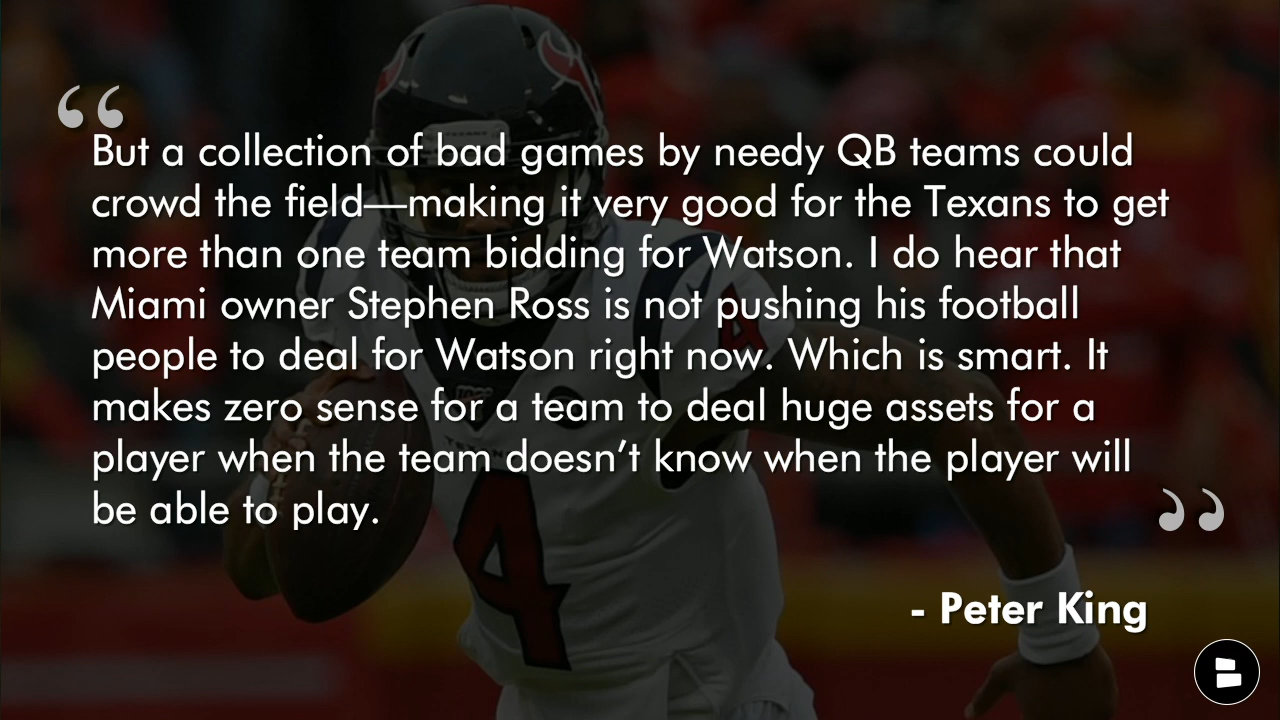 “
But a collection of bad games by needy QB teams could
crowd the field—making it very good for the Texans to get
more than one team bidding for Watson. I do hear that
Miami owner Stephen Ross is not pushing his football
people to deal for Watson right now. Which is smart. It
makes zero sense for a team to deal huge assets for a
player when the team doesn’t know when the player will
be able to play.
”
- Peter King
4
4